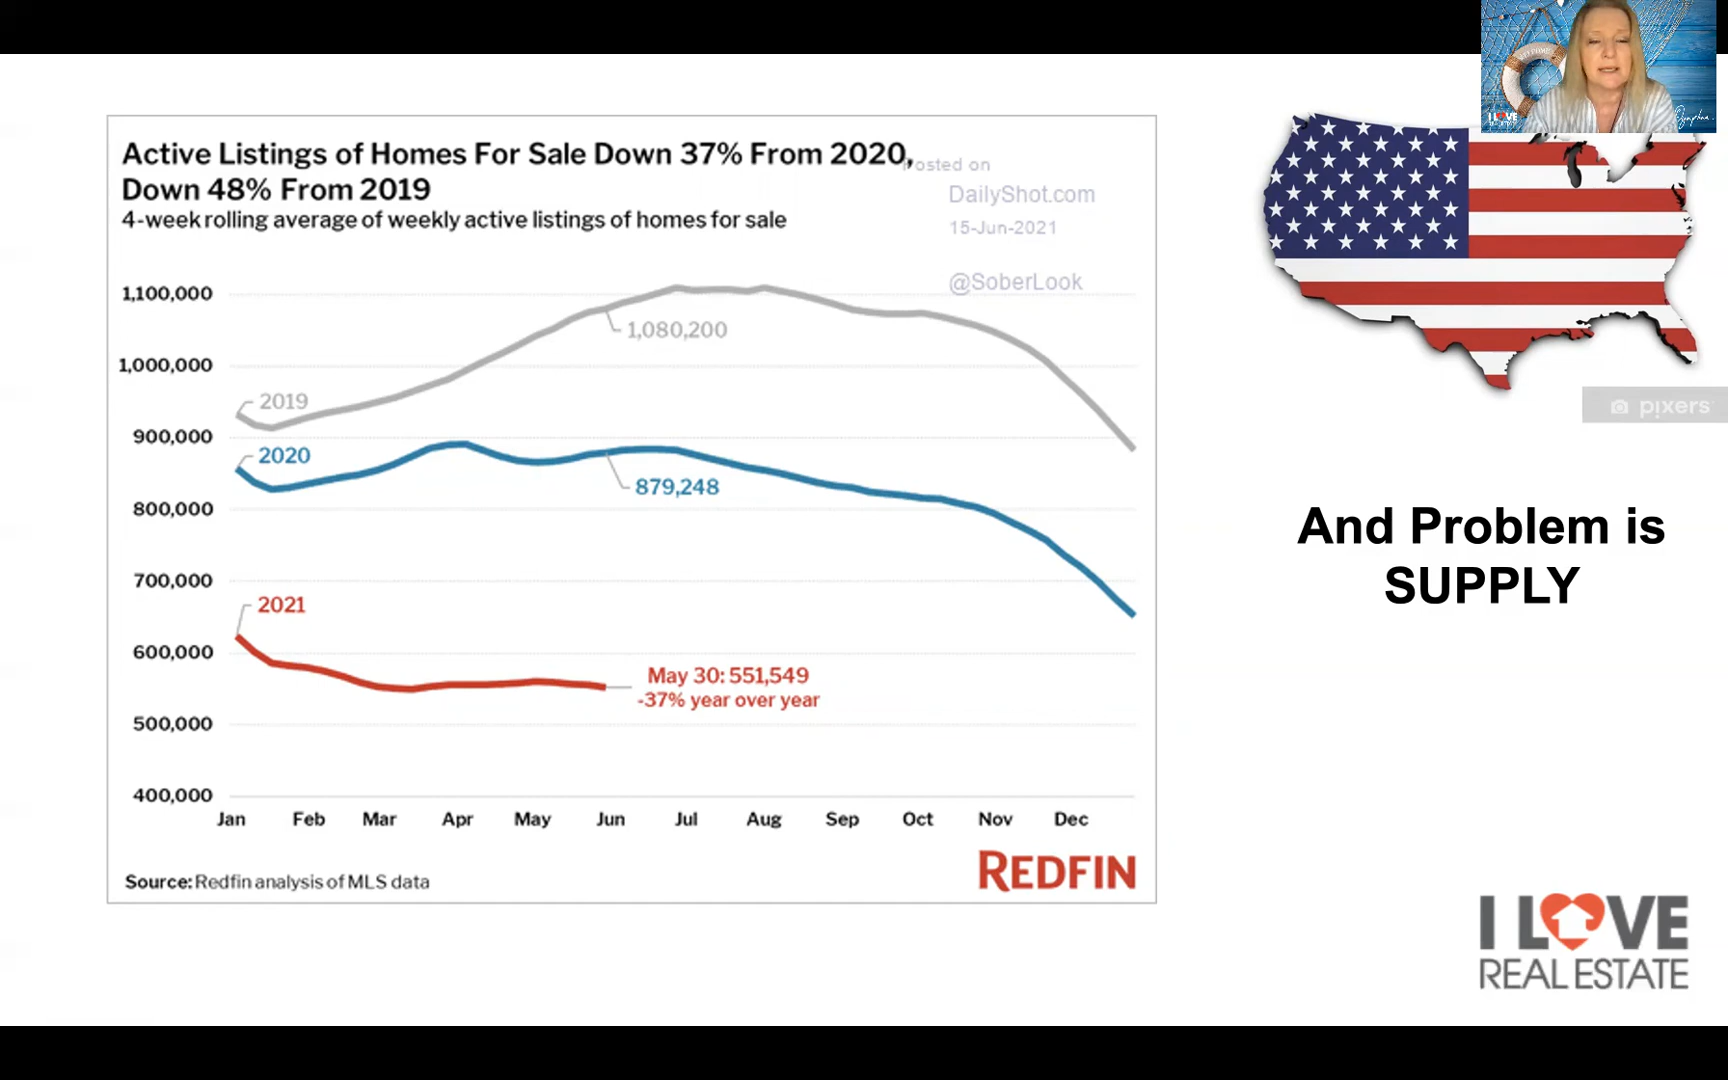 Active Listings of Homes For Sale Down 37% From 2020,
Down 48% From 2019
4-week rolling average of weekly active listings of homes for sale
Posted on
DailyShot.com
15-Jun-2021
@SoberLook
1,100,000
1,000,000
900,000
800,000
700,000
600,000
500,000
400,000
2019
1,080,200
2020
879,248
2021
May 30: 551,549
-37% year over year
Jan Feb Mar Apr May Jun Jul Aug Sep Oct Nov Dec
Source: Redfin analysis of MLS data
REDFIN
pixers
And Problem is
SUPPLY
I LOVE
REAL ESTATE